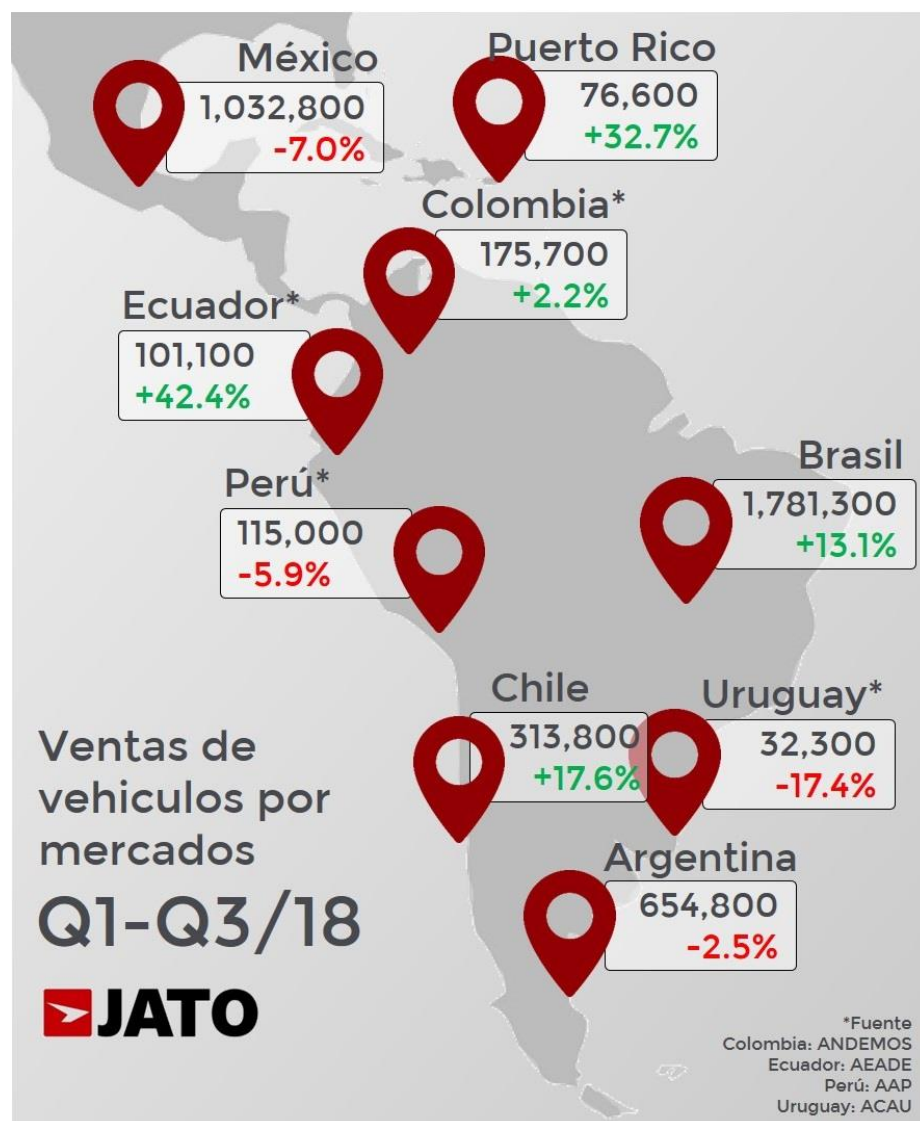 México
1,032,800
-7.0%
Puerto Rico
76,600
+32.7%
Colombia*
175,700
+2.2%
Ecuador*
101,100
+42.4%
Perú*
115,000
-5.9%
Brasil
1,781,300
+13.1%
Chile
313,800
+17.6%
Uruguay*
32,300
-17.4%
Argentina
654,800
-2.5%
Ventas de
vehiculos por
mercados
Q1-Q3/18
JATO
*Fuente
Colombia: ANDEMOS
Ecuador: AEADE
Perú: AAP
Uruguay: ACAU